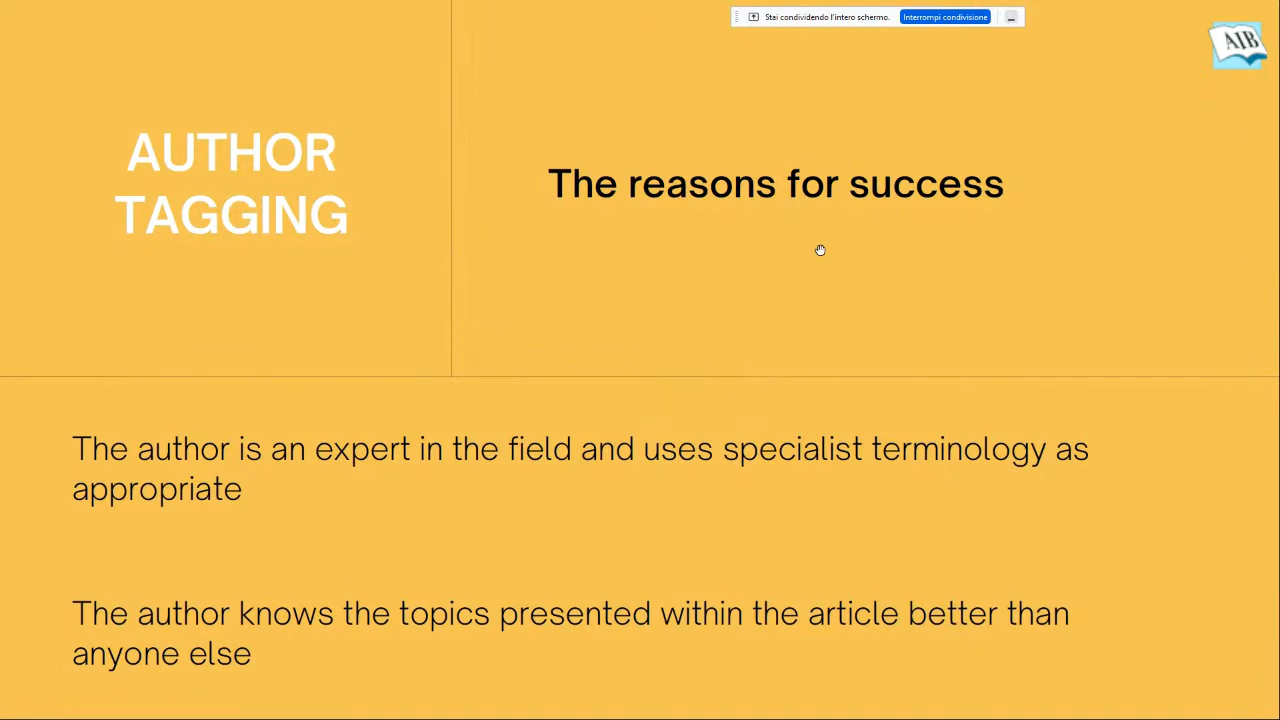 Stai condividendo l'intero schermo.
Interrompi condivisione
AIB
AUTHOR
TAGGING
The reasons for success
The author is an expert in the field and uses specialist terminology as
appropriate
The author knows the topics presented within the article better than
anyone else